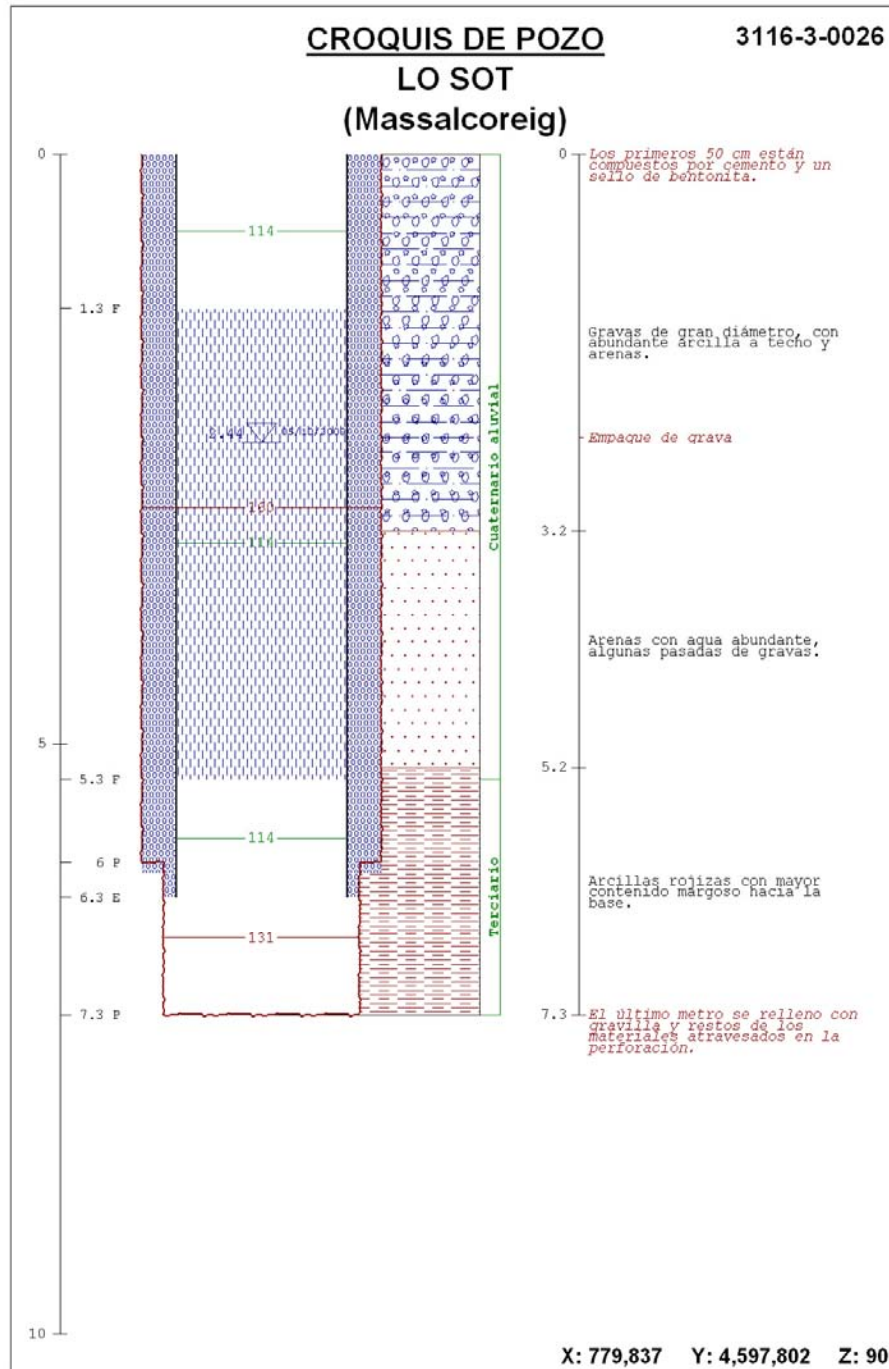 CROQUIS DE POZO
3116-3-0026
LO SOT
(Massalcoreig)
0
0
Los primeros 50 cm están
compuestos por cemento y un
sello de bentonita.
114
1.3 F
Gravas de gran diámetro, con
abundante arcilla a techo y
arenas.
Cuaternario aluvial
2.44
Empaque de grava
160
114
3.2
Arenas con agua abundante,
algunas pasadas de gravas.
5
5.2
5.3 F
114
6 P
6.3 E
Terciario
Arcillas rojizas con mayor
contenido margoso hacia la
base.
131
7.3 P
7.3
El último metro se relleno con
gravilla y restos de los
materiales atravesados en la
perforación.
10
X: 779,837 Y: 4,597,802 Z: 90